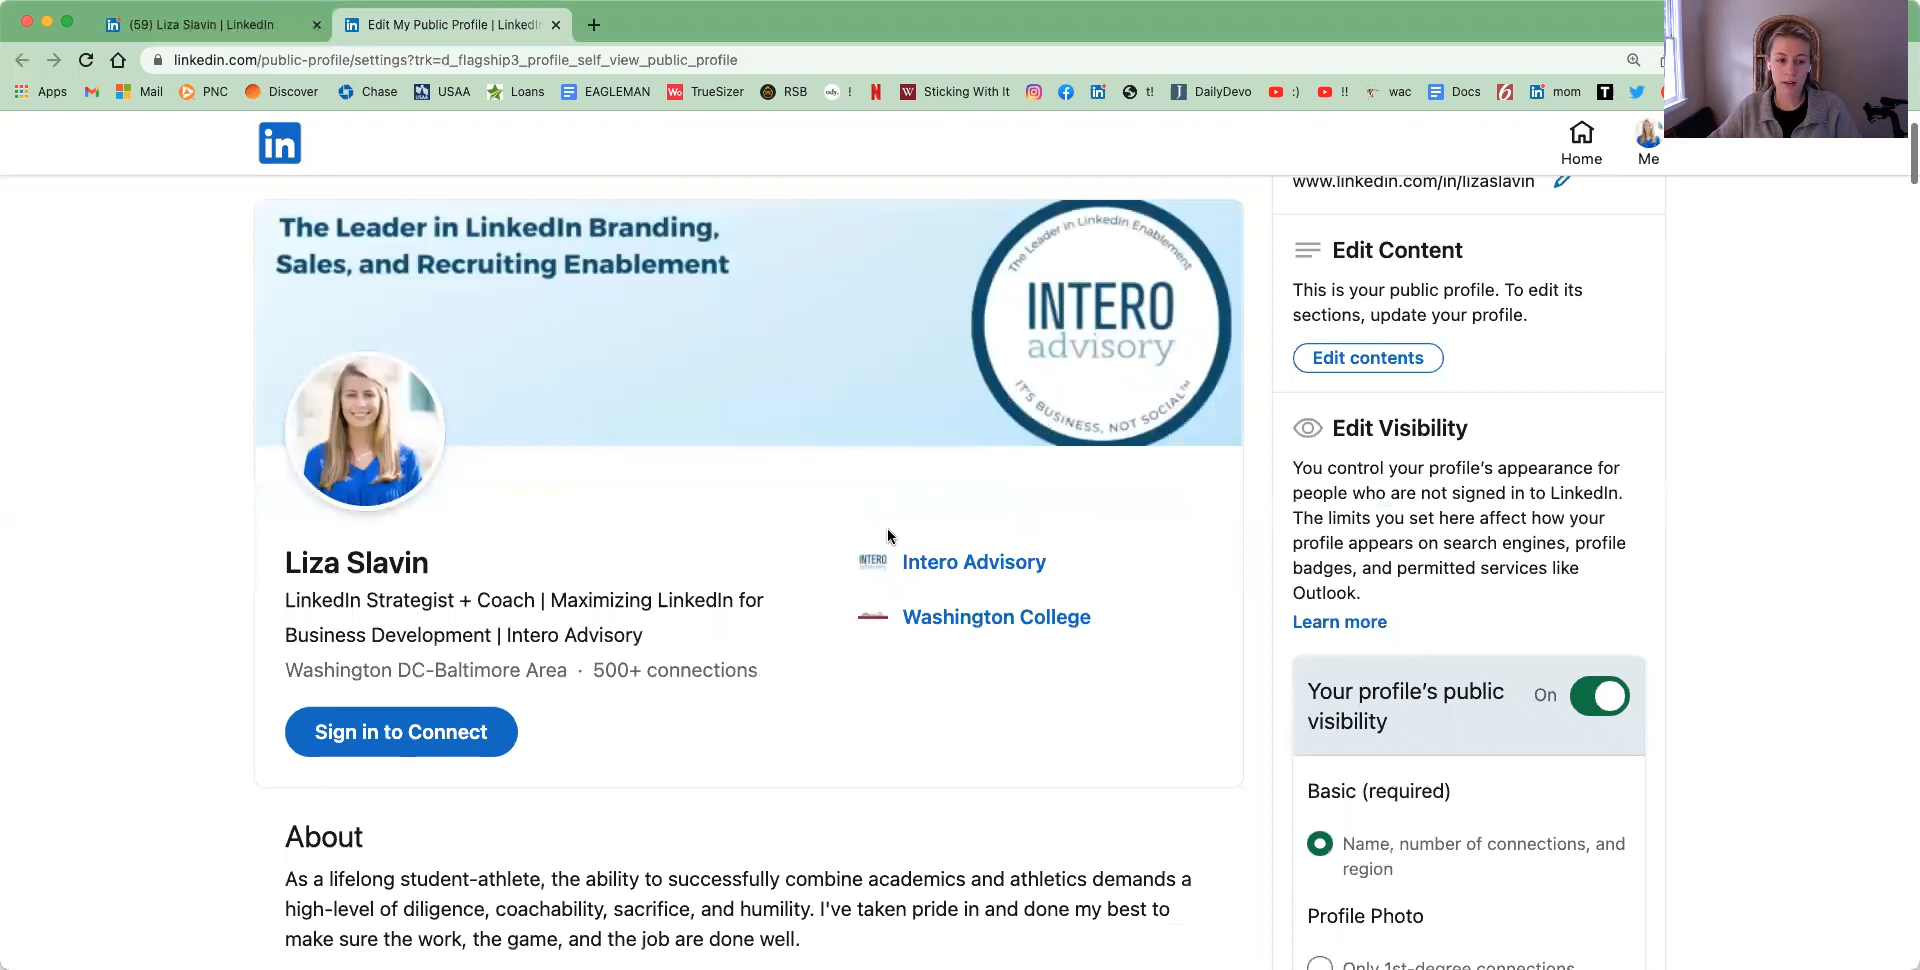 (59) Liza Slavin | LinkedIn
Edit My Public Profile | LinkedIn
linkedin.com/public-profile/settings?trk=d_flagship3_profile_self_view_public_profile
Apps Mail PNC Discover Chase USAA Loans EAGLEMAN Wo TrueSizer RSB ody. ! N W Sticking With It t! J DailyDevo :) !! wac Docs mom T
in Home Me
www.linkedin.com/in/lizaslavin
The Leader in LinkedIn Branding,
Sales, and Recruiting Enablement
The Leader in LinkedIn Enablement
INTERO
advisory
IT'S BUSINESS, NOT SOCIAL™
Liza Slavin
LinkedIn Strategist + Coach | Maximizing LinkedIn for
Business Development | Intero Advisory
Washington DC-Baltimore Area · 500+ connections
Sign in to Connect
INTERO Intero Advisory
Washington College
About
As a lifelong student-athlete, the ability to successfully combine academics and athletics demands a
high-level of diligence, coachability, sacrifice, and humility. I've taken pride in and done my best to
make sure the work, the game, and the job are done well.
Edit Content
This is your public profile. To edit its
sections, update your profile.
Edit contents
Edit Visibility
You control your profile's appearance for
people who are not signed in to LinkedIn.
The limits you set here affect how your
profile appears on search engines, profile
badges, and permitted services like
Outlook.
Learn more
Your profile's public
visibility
On
Basic (required)
Name, number of connections, and
region
Profile Photo
Only 1st-degree connections